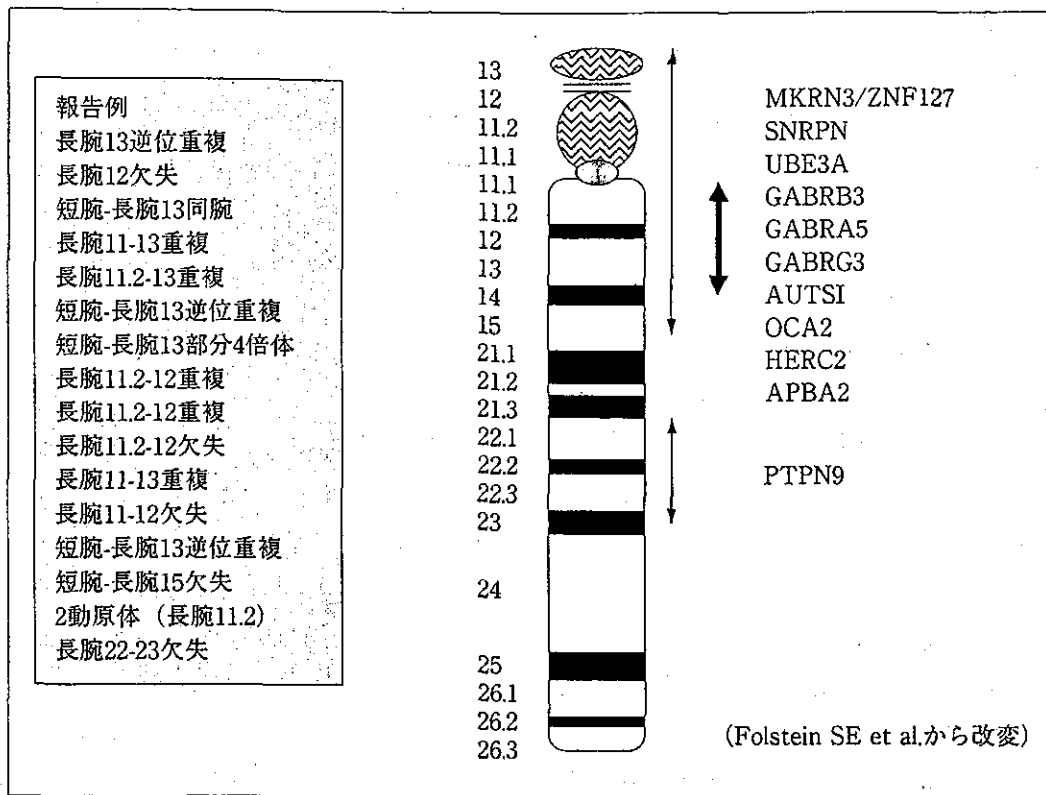 報告例
長腕13逆位重複
長腕12欠失
短腕-長腕13同腕
長腕11-13重複
長腕11.2-13重複
短腕-長腕13逆位重複
短腕-長腕13部分4倍体
長腕11.2-12重複
長腕11.2-12重複
長腕11.2-12欠失
長腕11-13重複
長腕11-12欠失
短腕-長腕13逆位重複
短腕-長腕15欠失
2動原体（長腕11.2）
長腕22-23欠失
13
12
11.2
11.1
11.1
11.2
12
13
14
15
21.1
21.2
21.3
22.1
22.2
22.3
23
24
25
26.1
26.2
26.3
MKRN3/ZNF127
SNRPN
UBE3A
GABRB3
GABRA5
GABRG3
AUTSI
OCA2
HERC2
APBA2
PTPN9
(Folstein SE et al.から改変)